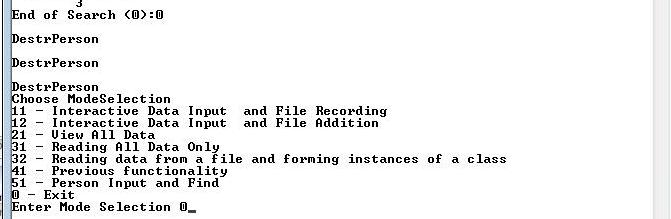 3
End of Search (0):0
DestrPerson
DestrPerson
DestrPerson
Choose ModeSelection
11 - Interactive Data Input  and File Recording
12 - Interactive Data Input  and File Addition
21 - View All Data
31 - Reading All Data Only
32 - Reading data from a file and forming instances of a class
41 - Previous functionality
51 - Person Input and Find
0 - Exit
Enter Mode Selection 0_